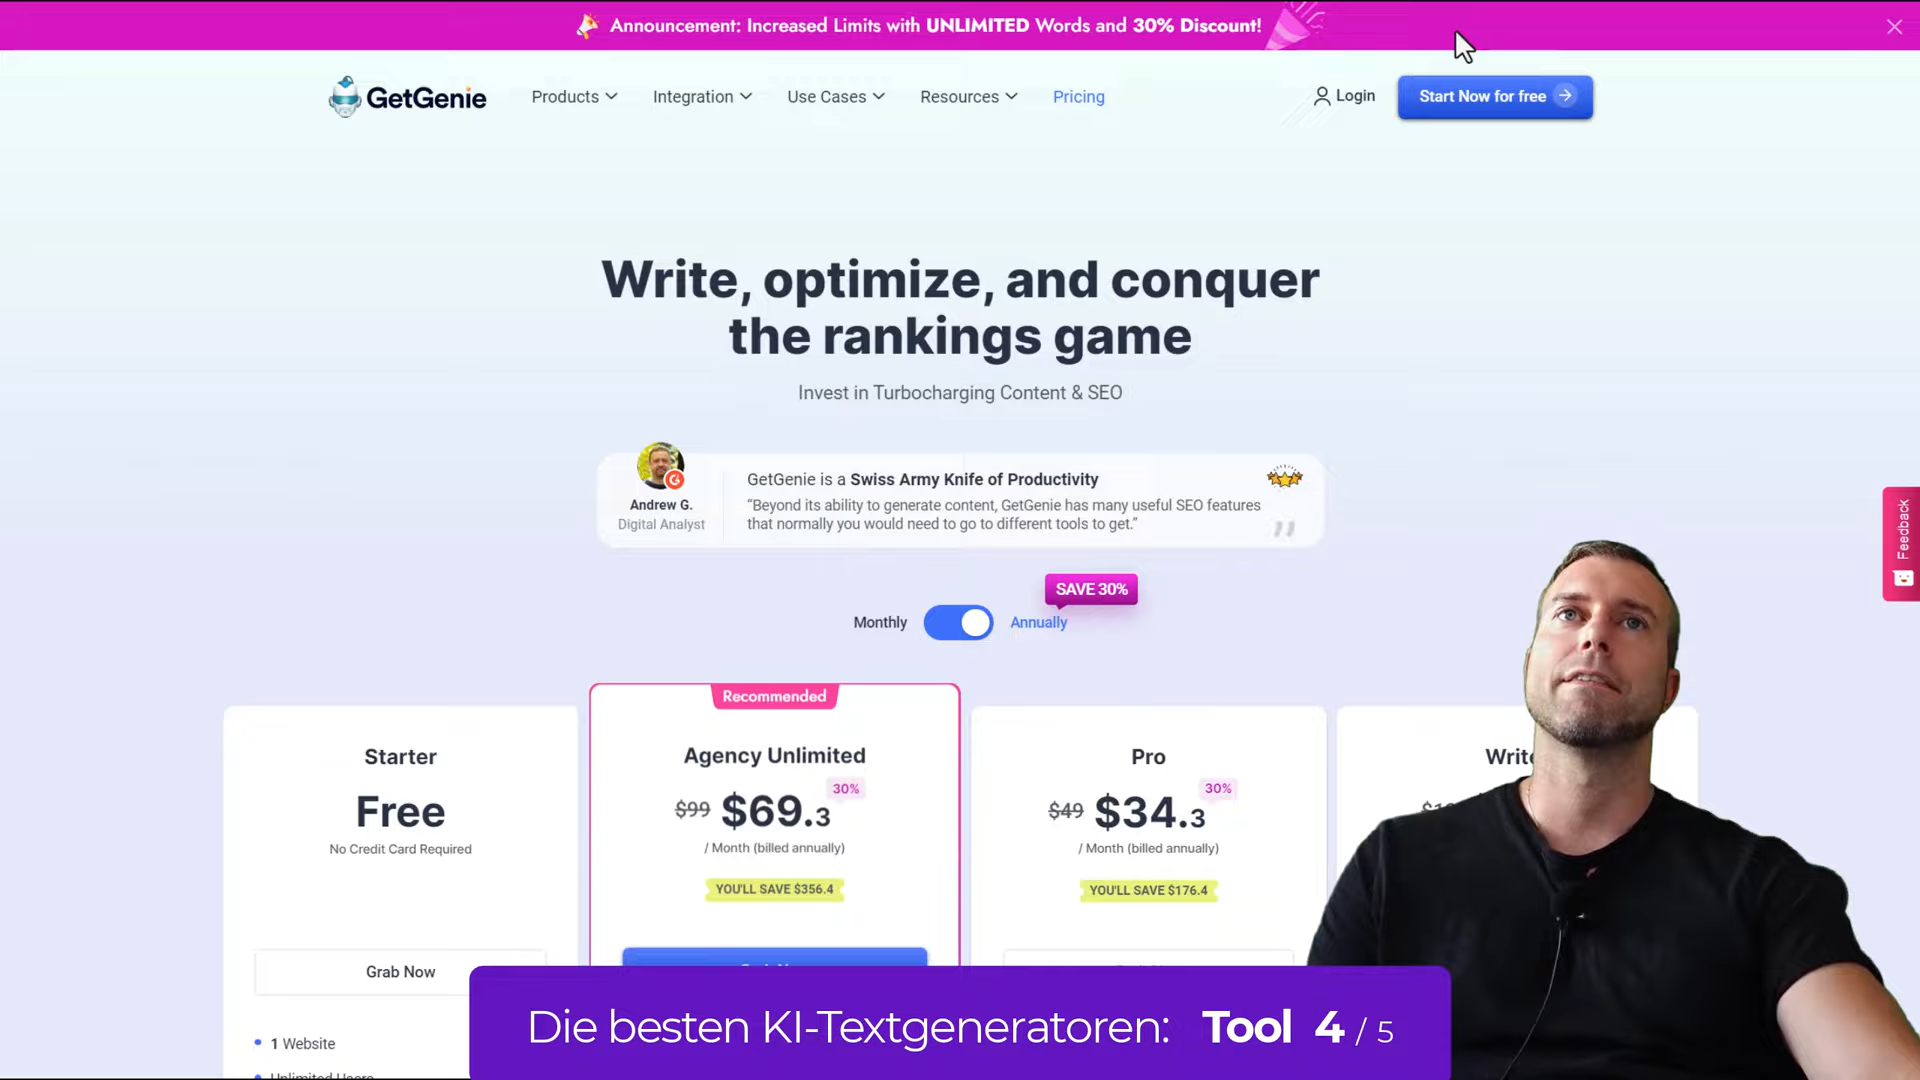 Announcement: Increased Limits with UNLIMITED Words and 30% Discount!
GetGenie
Products
Integration
Use Cases
Resources
Pricing
Login
Start Now for free
Write, optimize, and conquer
the rankings game
Invest in Turbocharging Content & SEO
Andrew G.
Digital Analyst
GetGenie is a Swiss Army Knife of Productivity
“Beyond its ability to generate content, GetGenie has many useful SEO features
that normally you would need to go to different tools to get.”
Feedback
SAVE 30%
Monthly
Annually
Starter
Free
No Credit Card Required
Grab Now
1 Website
Recommended
Agency Unlimited
30%
$99 $69.3
/ Month (billed annually)
YOU'LL SAVE $356.4
Pro
30%
$49 $34.3
/ Month (billed annually)
YOU'LL SAVE $176.4
Die besten KI-Textgeneratoren: Tool 4 / 5